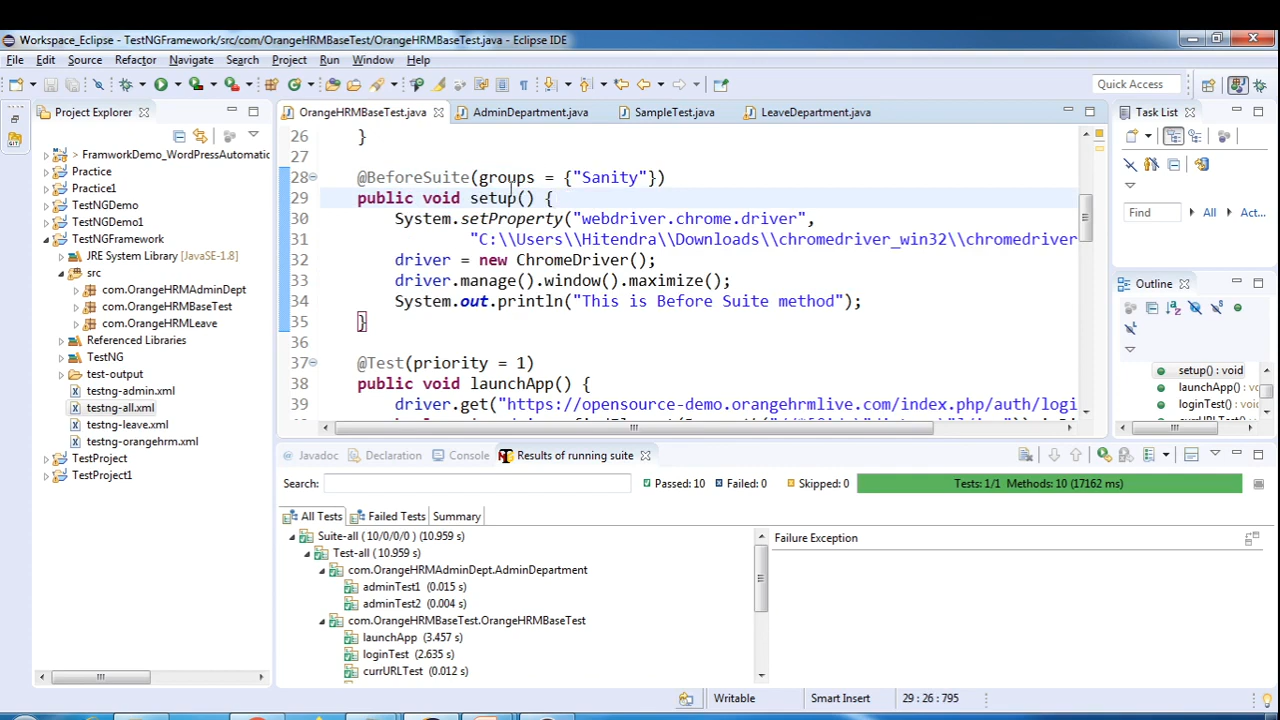 Workspace_Eclipse - TestNGFramework/src/com/OrangeHRMBaseTest/OrangeHRMBaseTest.java - Eclipse IDE
File Edit Source Refactor Navigate Search Project Run Window Help
Quick Access
Project Explorer
> FramworkDemo_WordPressAutomatic
Practice
Practice1
TestNGDemo
TestNGDemo1
TestNGFramework
JRE System Library [JavaSE-1.8]
src
com.OrangeHRMAdminDept
com.OrangeHRMBaseTest
com.OrangeHRMLeave
Referenced Libraries
TestNG
test-output
testng-admin.xml
testng-all.xml
testng-leave.xml
testng-orangehrm.xml
TestProject
TestProject1
OrangeHRMBaseTest.java AdminDepartment.java SampleTest.java LeaveDepartment.java
26 }
27
28 @BeforeSuite(groups = {"Sanity"})
29 public void setup() {
30 System.setProperty("webdriver.chrome.driver",
31 "C:\\Users\\Hitendra\\Downloads\\chromedriver_win32\\chromedriver
32 driver = new ChromeDriver();
33 driver.manage().window().maximize();
34 System.out.println("This is Before Suite method");
35 }
36
37 @Test(priority = 1)
38 public void launchApp() {
39 driver.get("https://opensource-demo.orangehrmlive.com/index.php/auth/logi
Task List
Find All Act...
Outline
setup() : void
launchApp() : vo
loginTest() : voi
Javadoc Declaration Console Results of running suite
Search: Passed: 10 Failed: 0 Skipped: 0 Tests: 1/1 Methods: 10 (17162 ms)
All Tests Failed Tests Summary
Suite-all ( 10/0/0/0 ) (10.959 s)
Test-all ( 10.959 s)
com.OrangeHRMAdminDept.AdminDepartment
adminTest1 (0.015 s)
adminTest2 (0.004 s)
com.OrangeHRMBaseTest.OrangeHRMBaseTest
launchApp (3.457 s)
loginTest (2.635 s)
currURLTest (0.012 s)
Failure Exception
Writable Smart Insert 29 : 26 : 795